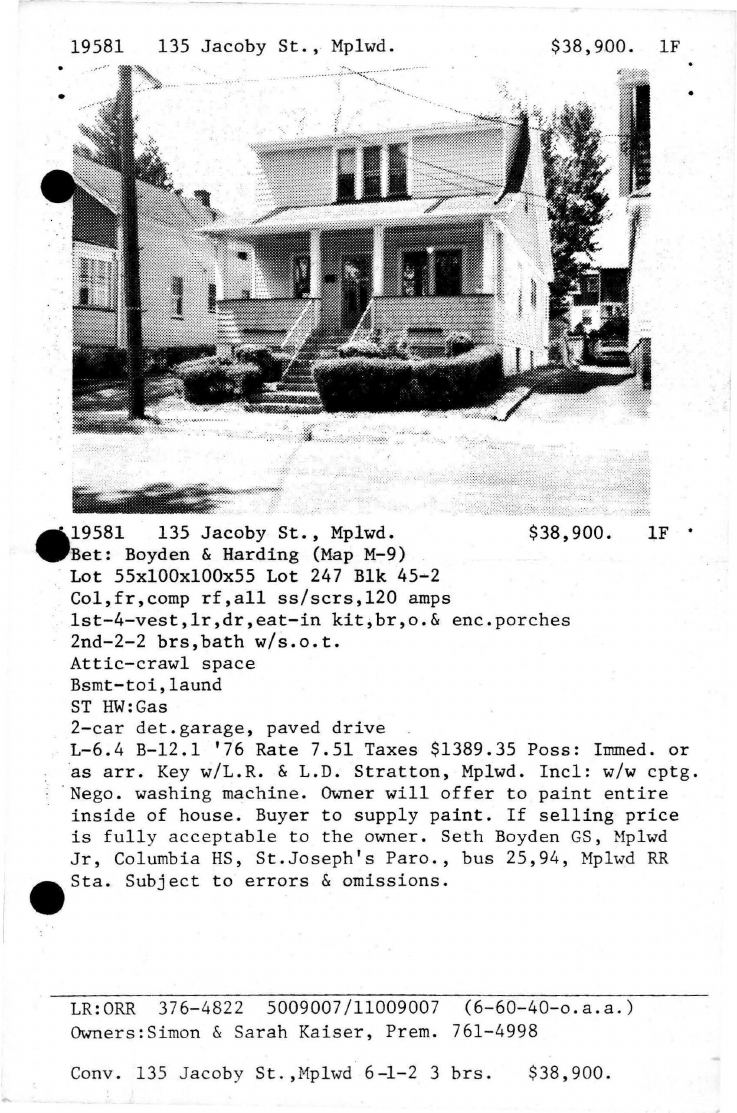 19581 135 Jacoby St., Mplwd. $38,900. 1F
19581 135 Jacoby St., Mplwd. $38,900. 1F
Bet: Boyden & Harding (Map M-9)
Lot 55x100x100x55 Lot 247 Blk 45-2
Col,fr,comp rf,all ss/scrs,120 amps
1st-4-vest,lr,dr,eat-in kit,br,o.& enc.porches
2nd-2-2 brs,bath w/s.o.t.
Attic-crawl space
Bsmt-toi,laund
ST HW:Gas
2-car det.garage, paved drive
L-6.4 B-12.1 '76 Rate 7.51 Taxes $1389.35 Poss: Immed. or
as arr. Key w/L.R. & L.D. Stratton, Mplwd. Incl: w/w cptg.
Nego. washing machine. Owner will offer to paint entire
inside of house. Buyer to supply paint. If selling price
is fully acceptable to the owner. Seth Boyden GS, Mplwd
Jr, Columbia HS, St.Joseph's Paro., bus 25,94, Mplwd RR
Sta. Subject to errors & omissions.
LR:ORR 376-4822 5009007/11009007 (6-60-40-o.a.a.)
Owners:Simon & Sarah Kaiser, Prem. 761-4998
Conv. 135 Jacoby St.,Mplwd 6-1-2 3 brs. $38,900.